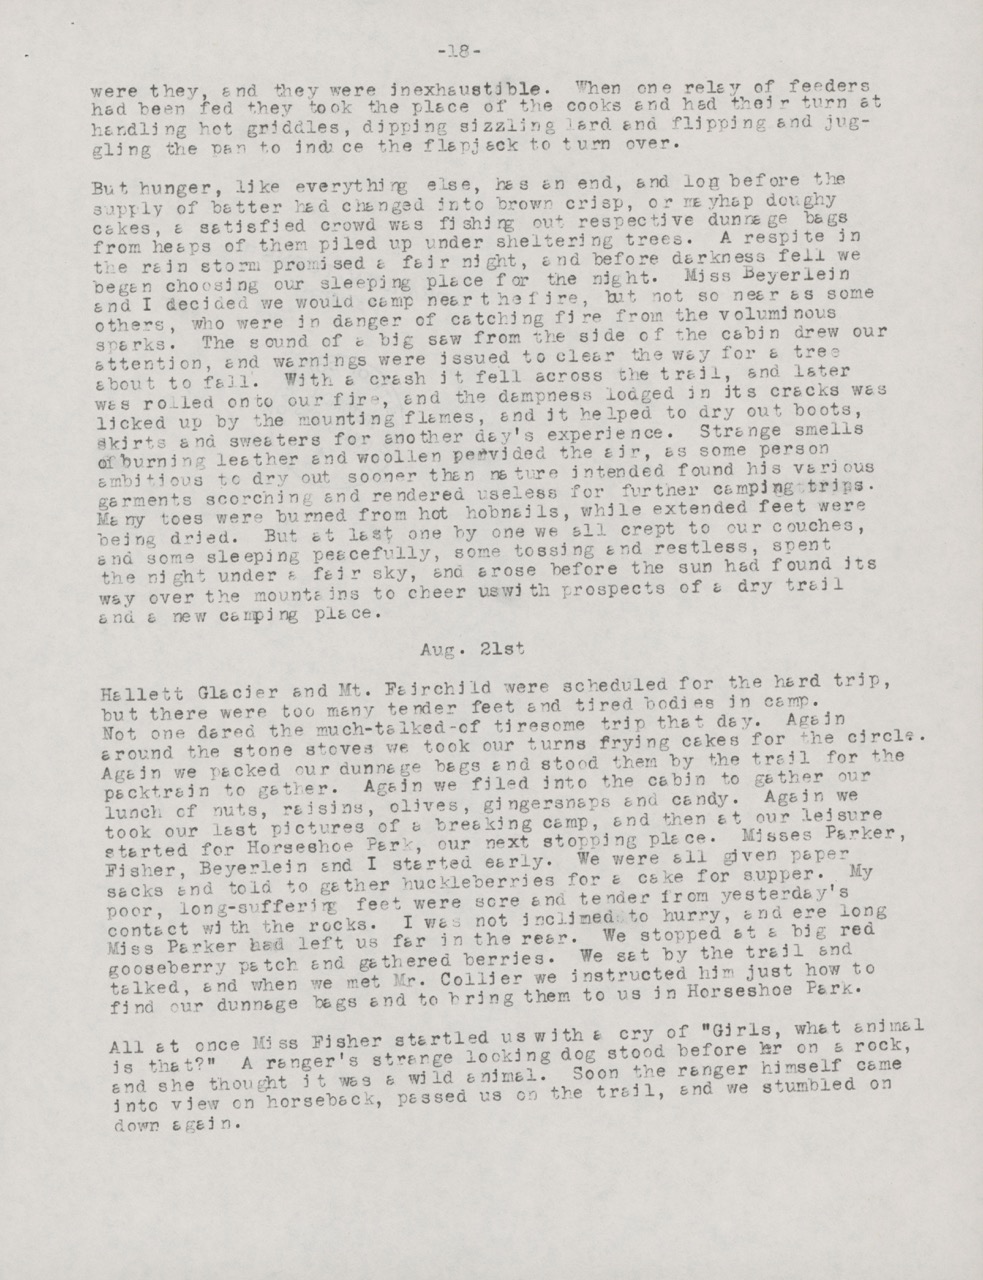 -18-
were they, and they were inexhaustible. When one relay of feeders
had been fed they took the place of the cooks and had their turn at
handling hot griddles, dipping sizzling lard and flipping and jug-
gling the pan to induce the flapjack to turn over.
But hunger, like everything else, has an end, and log before the
supply of batter had changed into brown crisp, or mayhap doughy
cakes, a satisfied crowd was fishing out respective dunnage bags
from heaps of them piled up under sheltering trees. A respite in
the rain storm promised a fair night, and before darkness fell we
began choosing our sleeping place for the night. Miss Beyerlein
and I decided we would camp near the fire, but not so near as some
others, who were in danger of catching fire from the voluminous
sparks. The sound of a big saw from the side of the cabin drew our
attention, and warnings were issued to clear the way for a tree
about to fall. With a crash it fell across the trail, and later
was rolled onto our fire, and the dampness lodged in its cracks was
licked up by the mounting flames, and it helped to dry out boots,
skirts and sweaters for another day's experience. Strange smells
of burning leather and woollen pervided the air, as some person
ambitious to dry out sooner than nature intended found his various
garments scorching and rendered useless for further camping trips.
Many toes were burned from hot hobnails, while extended feet were
being dried. But at last one by one we all crept to our couches,
and some sleeping peacefully, some tossing and restless, spent
the night under a fair sky, and arose before the sun had found its
way over the mountains to cheer us with prospects of a dry trail
and a new camping place.
Aug. 21st
Hallett Glacier and Mt. Fairchild were scheduled for the hard trip,
but there were too many tender feet and tired bodies in camp.
Not one dared the much-talked-of tiresome trip that day. Again
around the stone stoves we took our turns frying cakes for the circle.
Again we packed our dunnage bags and stood them by the trail for the
packtrain to gather. Again we filed into the cabin to gather our
lunch of nuts, raisins, olives, gingersnaps and candy. Again we
took our last pictures of a breaking camp, and then at our leisure
started for Horseshoe Park, our next stopping place. Misses Parker,
Fisher, Beyerlein and I started early. We were all given paper
sacks and told to gather huckleberries for a cake for supper. My
poor, long-suffering feet were sore and tender from yesterday's
contact with the rocks. I was not inclined to hurry, and ere long
Miss Parker had left us far in the rear. We stopped at a big red
gooseberry patch and gathered berries. We sat by the trail and
talked, and when we met Mr. Collier we instructed him just how to
find our dunnage bags and to bring them to us in Horseshoe Park.
All at once Miss Fisher startled us with a cry of "Girls, what animal
is that?" A ranger's strange looking dog stood before her on a rock,
and she thought it was a wild animal. Soon the ranger himself came
into view on horseback, passed us on the trail, and we stumbled on
down again.